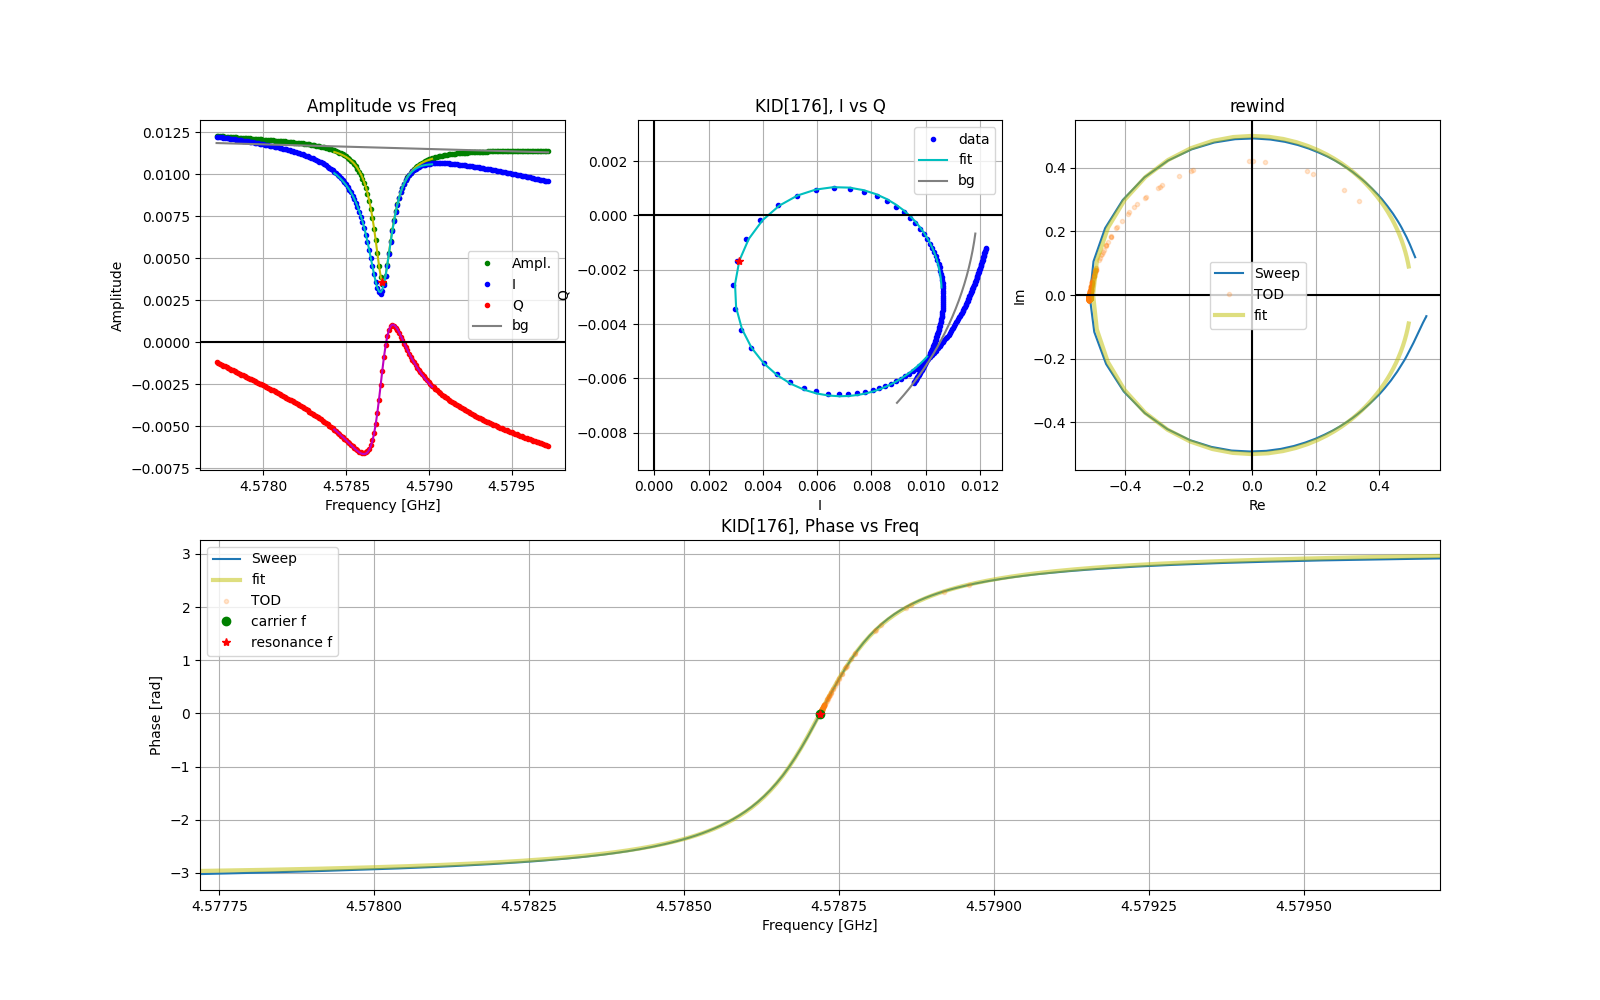 Amplitude vs Freq
Amplitude
0.0125
0.0100
0.0075
0.0050
0.0025
0.0000
−0.0025
−0.0050
−0.0075
4.5780
4.5785
4.5790
4.5795
Frequency [GHz]
Ampl.
I
Q
bg
KID[176], I vs Q
Q
0.002
0.000
−0.002
−0.004
−0.006
−0.008
0.000
0.002
0.004
0.006
0.008
0.010
0.012
I
data
fit
bg
rewind
Im
0.4
0.2
0.0
−0.2
−0.4
−0.4
−0.2
0.0
0.2
0.4
Re
Sweep
TOD
fit
KID[176], Phase vs Freq
Phase [rad]
3
2
1
0
−1
−2
−3
4.57775
4.57800
4.57825
4.57850
4.57875
4.57900
4.57925
4.57950
Frequency [GHz]
Sweep
fit
TOD
carrier f
resonance f